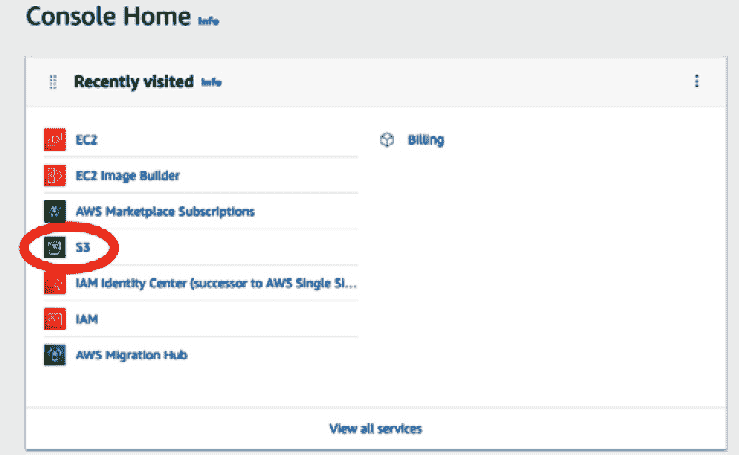 Console Home Info
Recently visited Info
EC2
EC2 Image Builder
AWS Marketplace Subscriptions
S3
IAM Identity Center (successor to AWS Single Si...
IAM
AWS Migration Hub
Billing
View all services